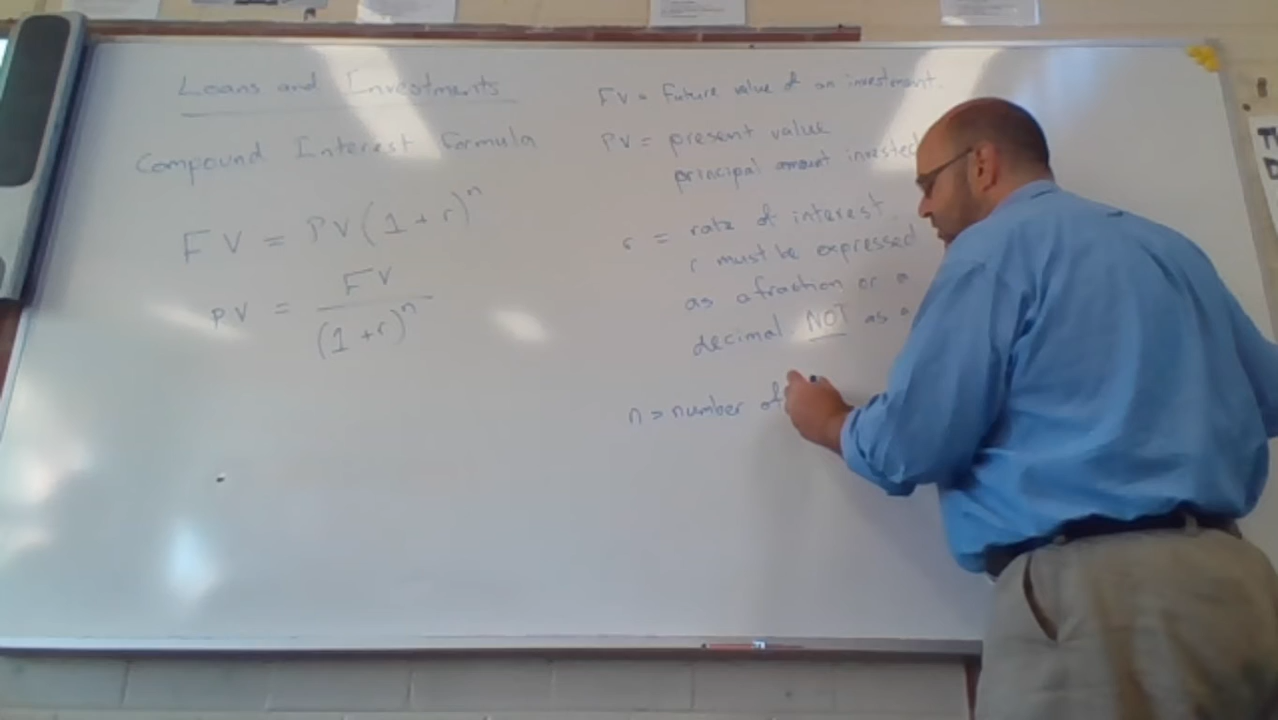 Loans and Investments
Compound Interest Formula
FV = PV(1 + r)^n
PV = FV / (1 + r)^n
FV = Future value of an investment.
PV = present value
principal amount invested
r = rate of interest
r must be expressed
as a fraction or a
decimal. NOT as a
n = number of